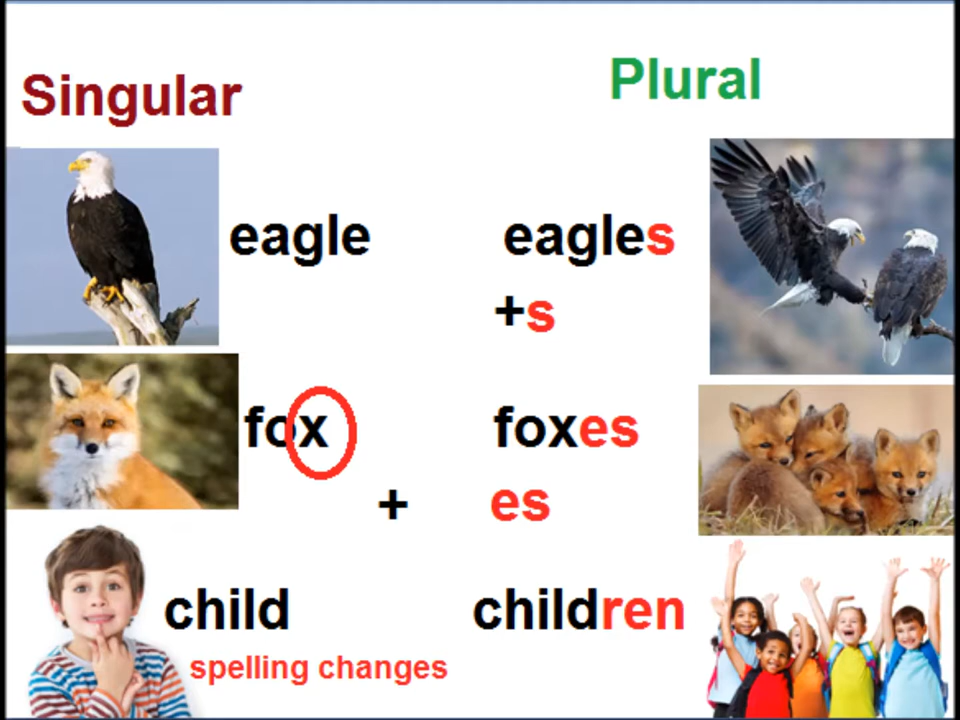 Singular Plural
eagle eagles
+s
fox foxes
+ es
child children
spelling changes